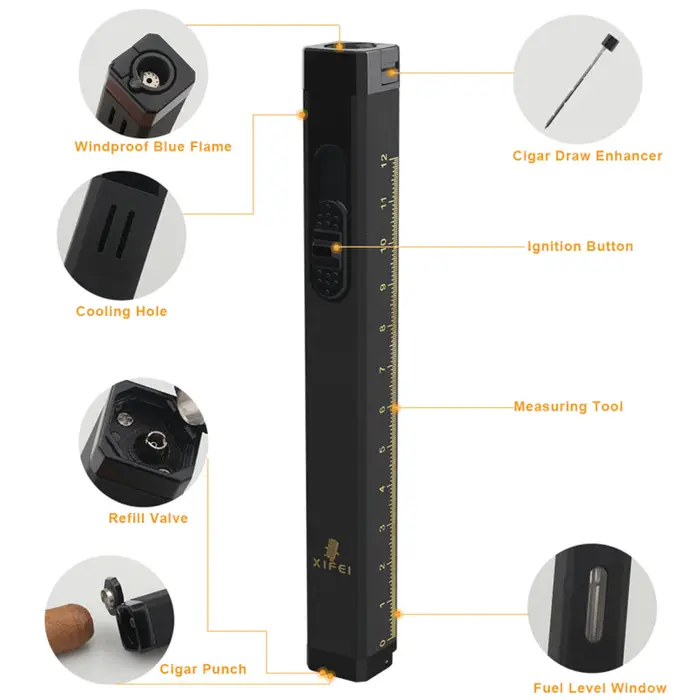 Windproof Blue Flame
Cigar Draw Enhancer
Cooling Hole
Ignition Button
Measuring Tool
Refill Valve
Cigar Punch
Fuel Level Window
12
11
10
9
8
7
6
5
4
3
2
1
0
XIFEI